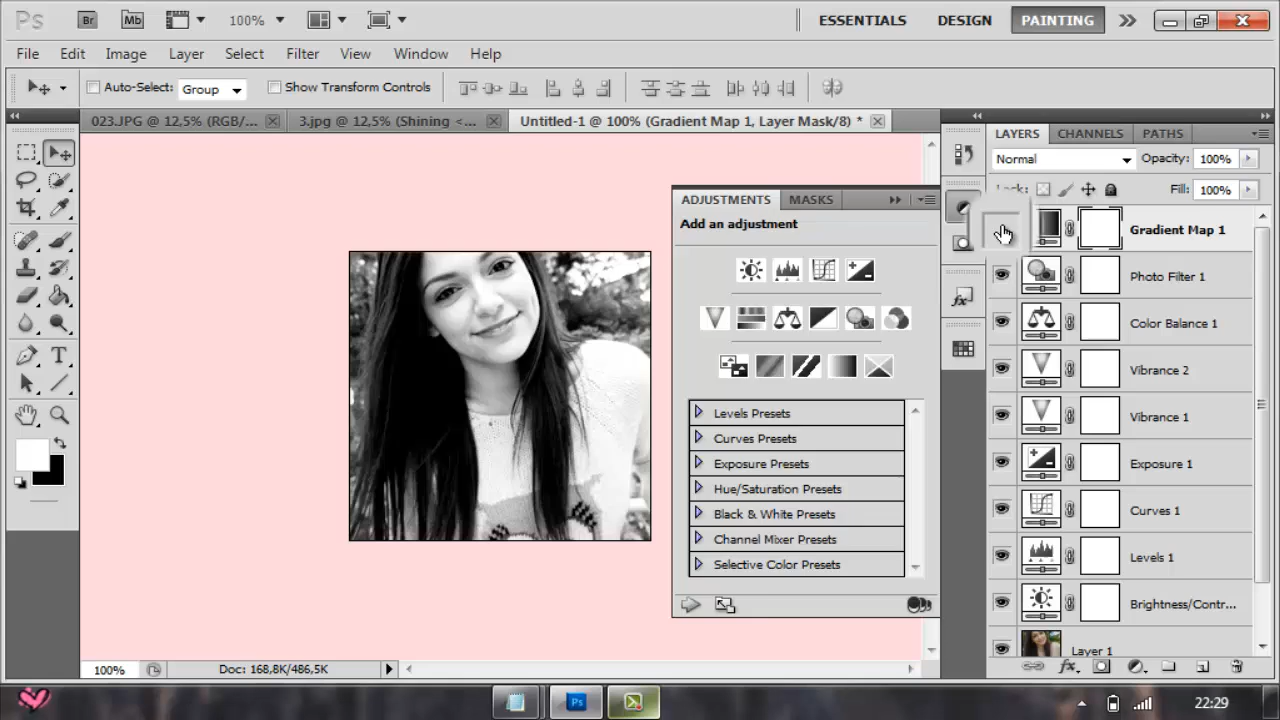 Ps Br Mb 100% ESSENTIALS DESIGN PAINTING
File Edit Image Layer Select Filter View Window Help
Auto-Select: Group Show Transform Controls
023.JPG @ 12,5% (RGB/... 3.jpg @ 12,5% (Shining <... Untitled-1 @ 100% (Gradient Map 1, Layer Mask/8) *
LAYERS CHANNELS PATHS
Normal Opacity: 100%
Lock: Fill: 100%
ADJUSTMENTS MASKS
Add an adjustment
Levels Presets
Curves Presets
Exposure Presets
Hue/Saturation Presets
Black & White Presets
Channel Mixer Presets
Selective Color Presets
Gradient Map 1
Photo Filter 1
Color Balance 1
Vibrance 2
Vibrance 1
Exposure 1
Curves 1
Levels 1
Brightness/Contr...
Layer 1
fx
T
100% Doc: 168,8K/486,5K
fx
Ps
22:29